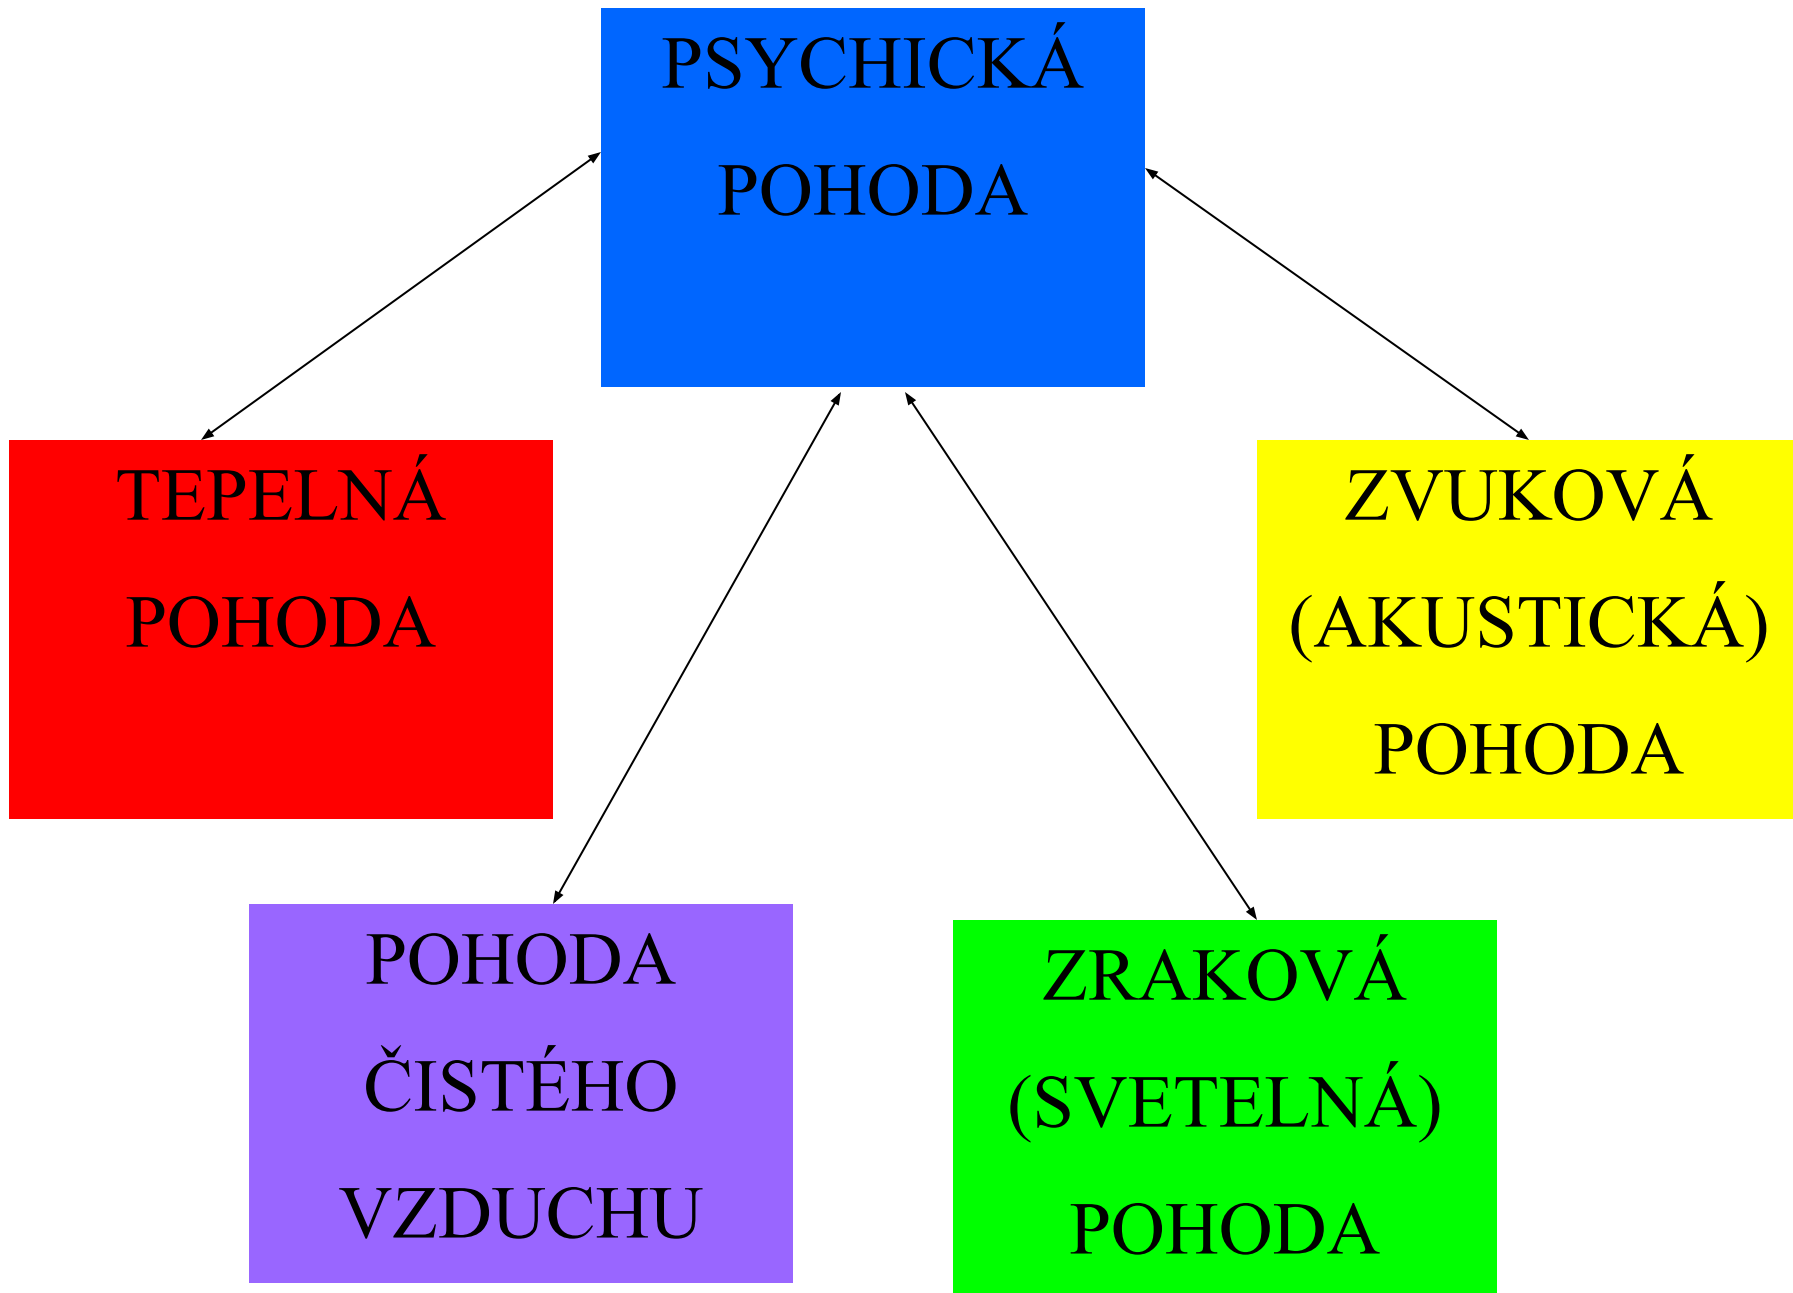 PSYCHICKÁ
POHODA
TEPELNÁ
POHODA
ZVUKOVÁ
(AKUSTICKÁ)
POHODA
POHODA
ČISTÉHO
VZDUCHU
ZRAKOVÁ
(SVETELNÁ)
POHODA